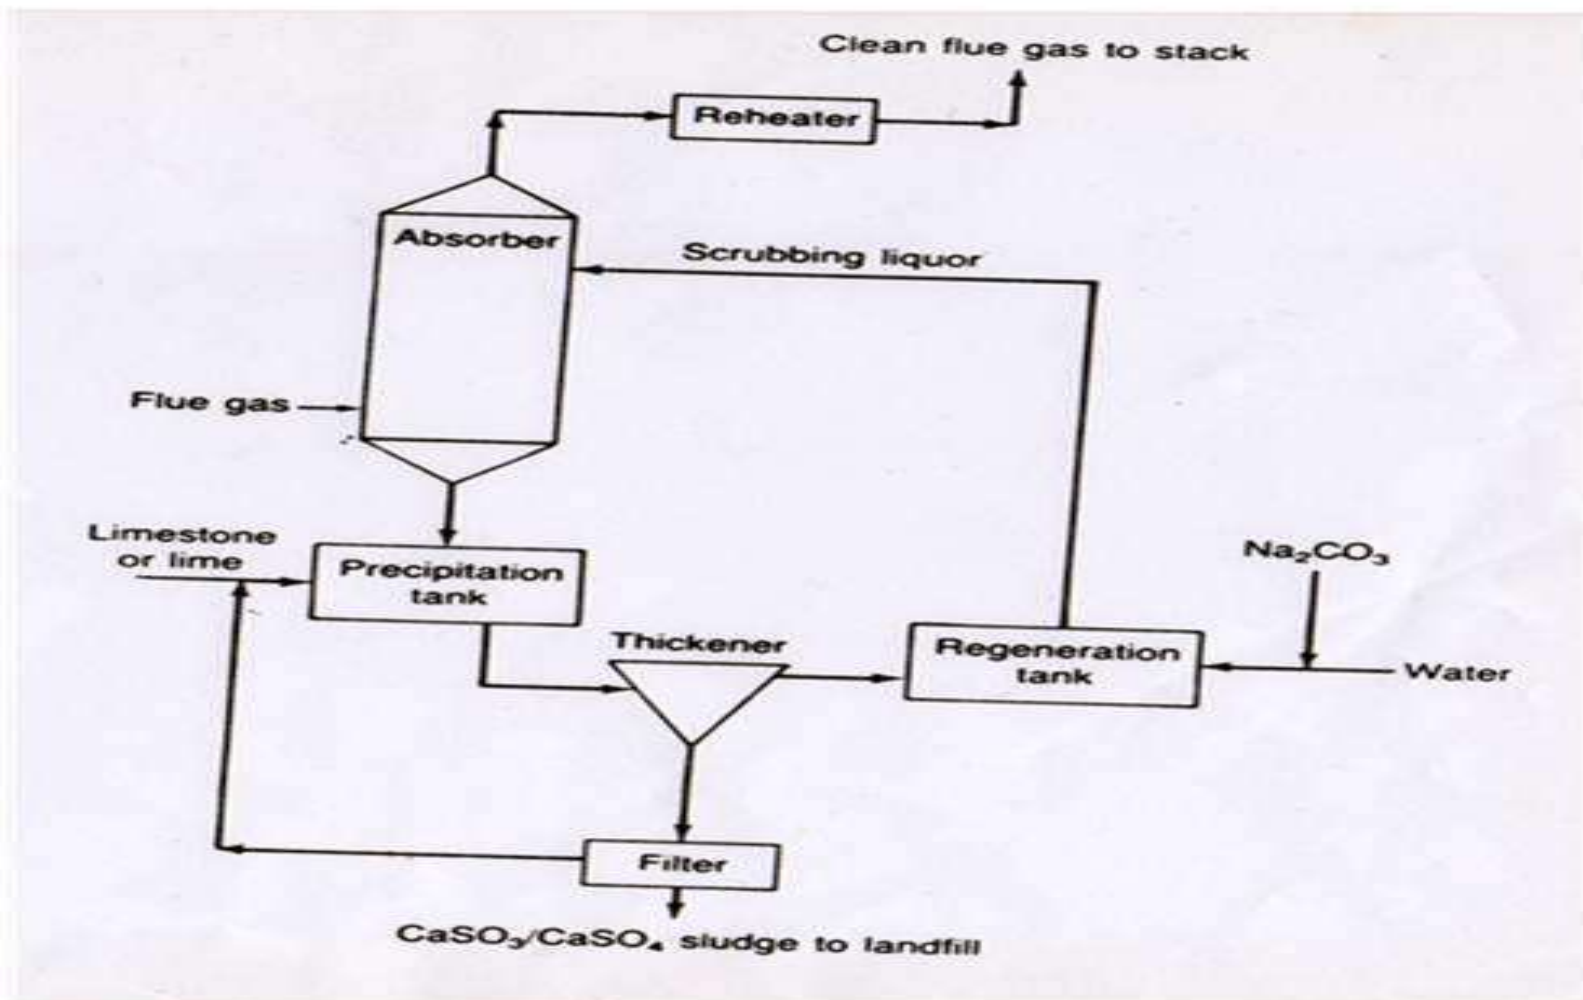 Clean flue gas to stack
Reheater
Absorber
Scrubbing liquor
Flue gas
Limestone
or lime
Precipitation
tank
Na₂CO₃
Thickener
Regeneration
tank
Water
Filter
CaSO₃/CaSO₄ sludge to landfill